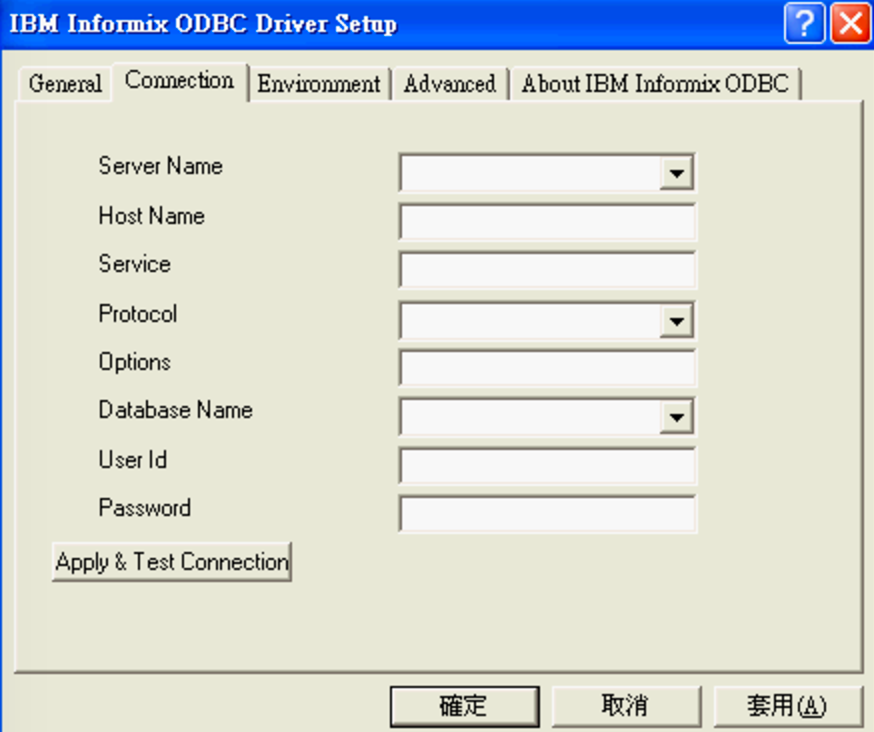 IBM Informix ODBC Driver Setup
General Connection Environment Advanced About IBM Informix ODBC
Server Name
Host Name
Service
Protocol
Options
Database Name
User Id
Password
Apply & Test Connection
確定 取消 套用(A)